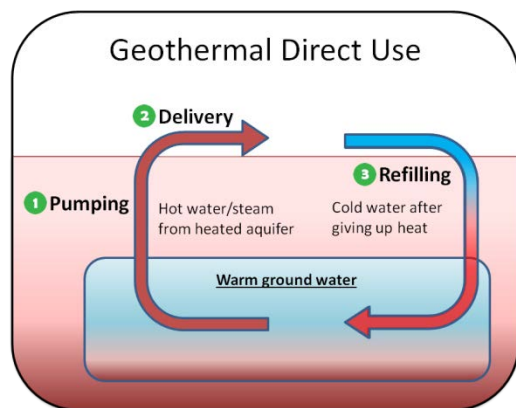 Geothermal Direct Use
2 Delivery
1 Pumping
Hot water/steam
from heated aquifer
3 Refilling
Cold water after
giving up heat
Warm ground water